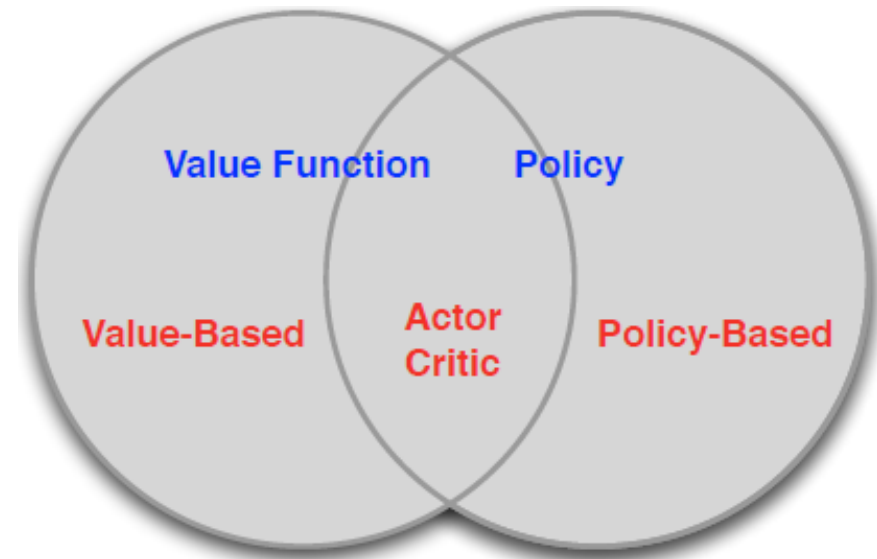 Value Function Policy
Value-Based
Actor
Critic
Policy-Based